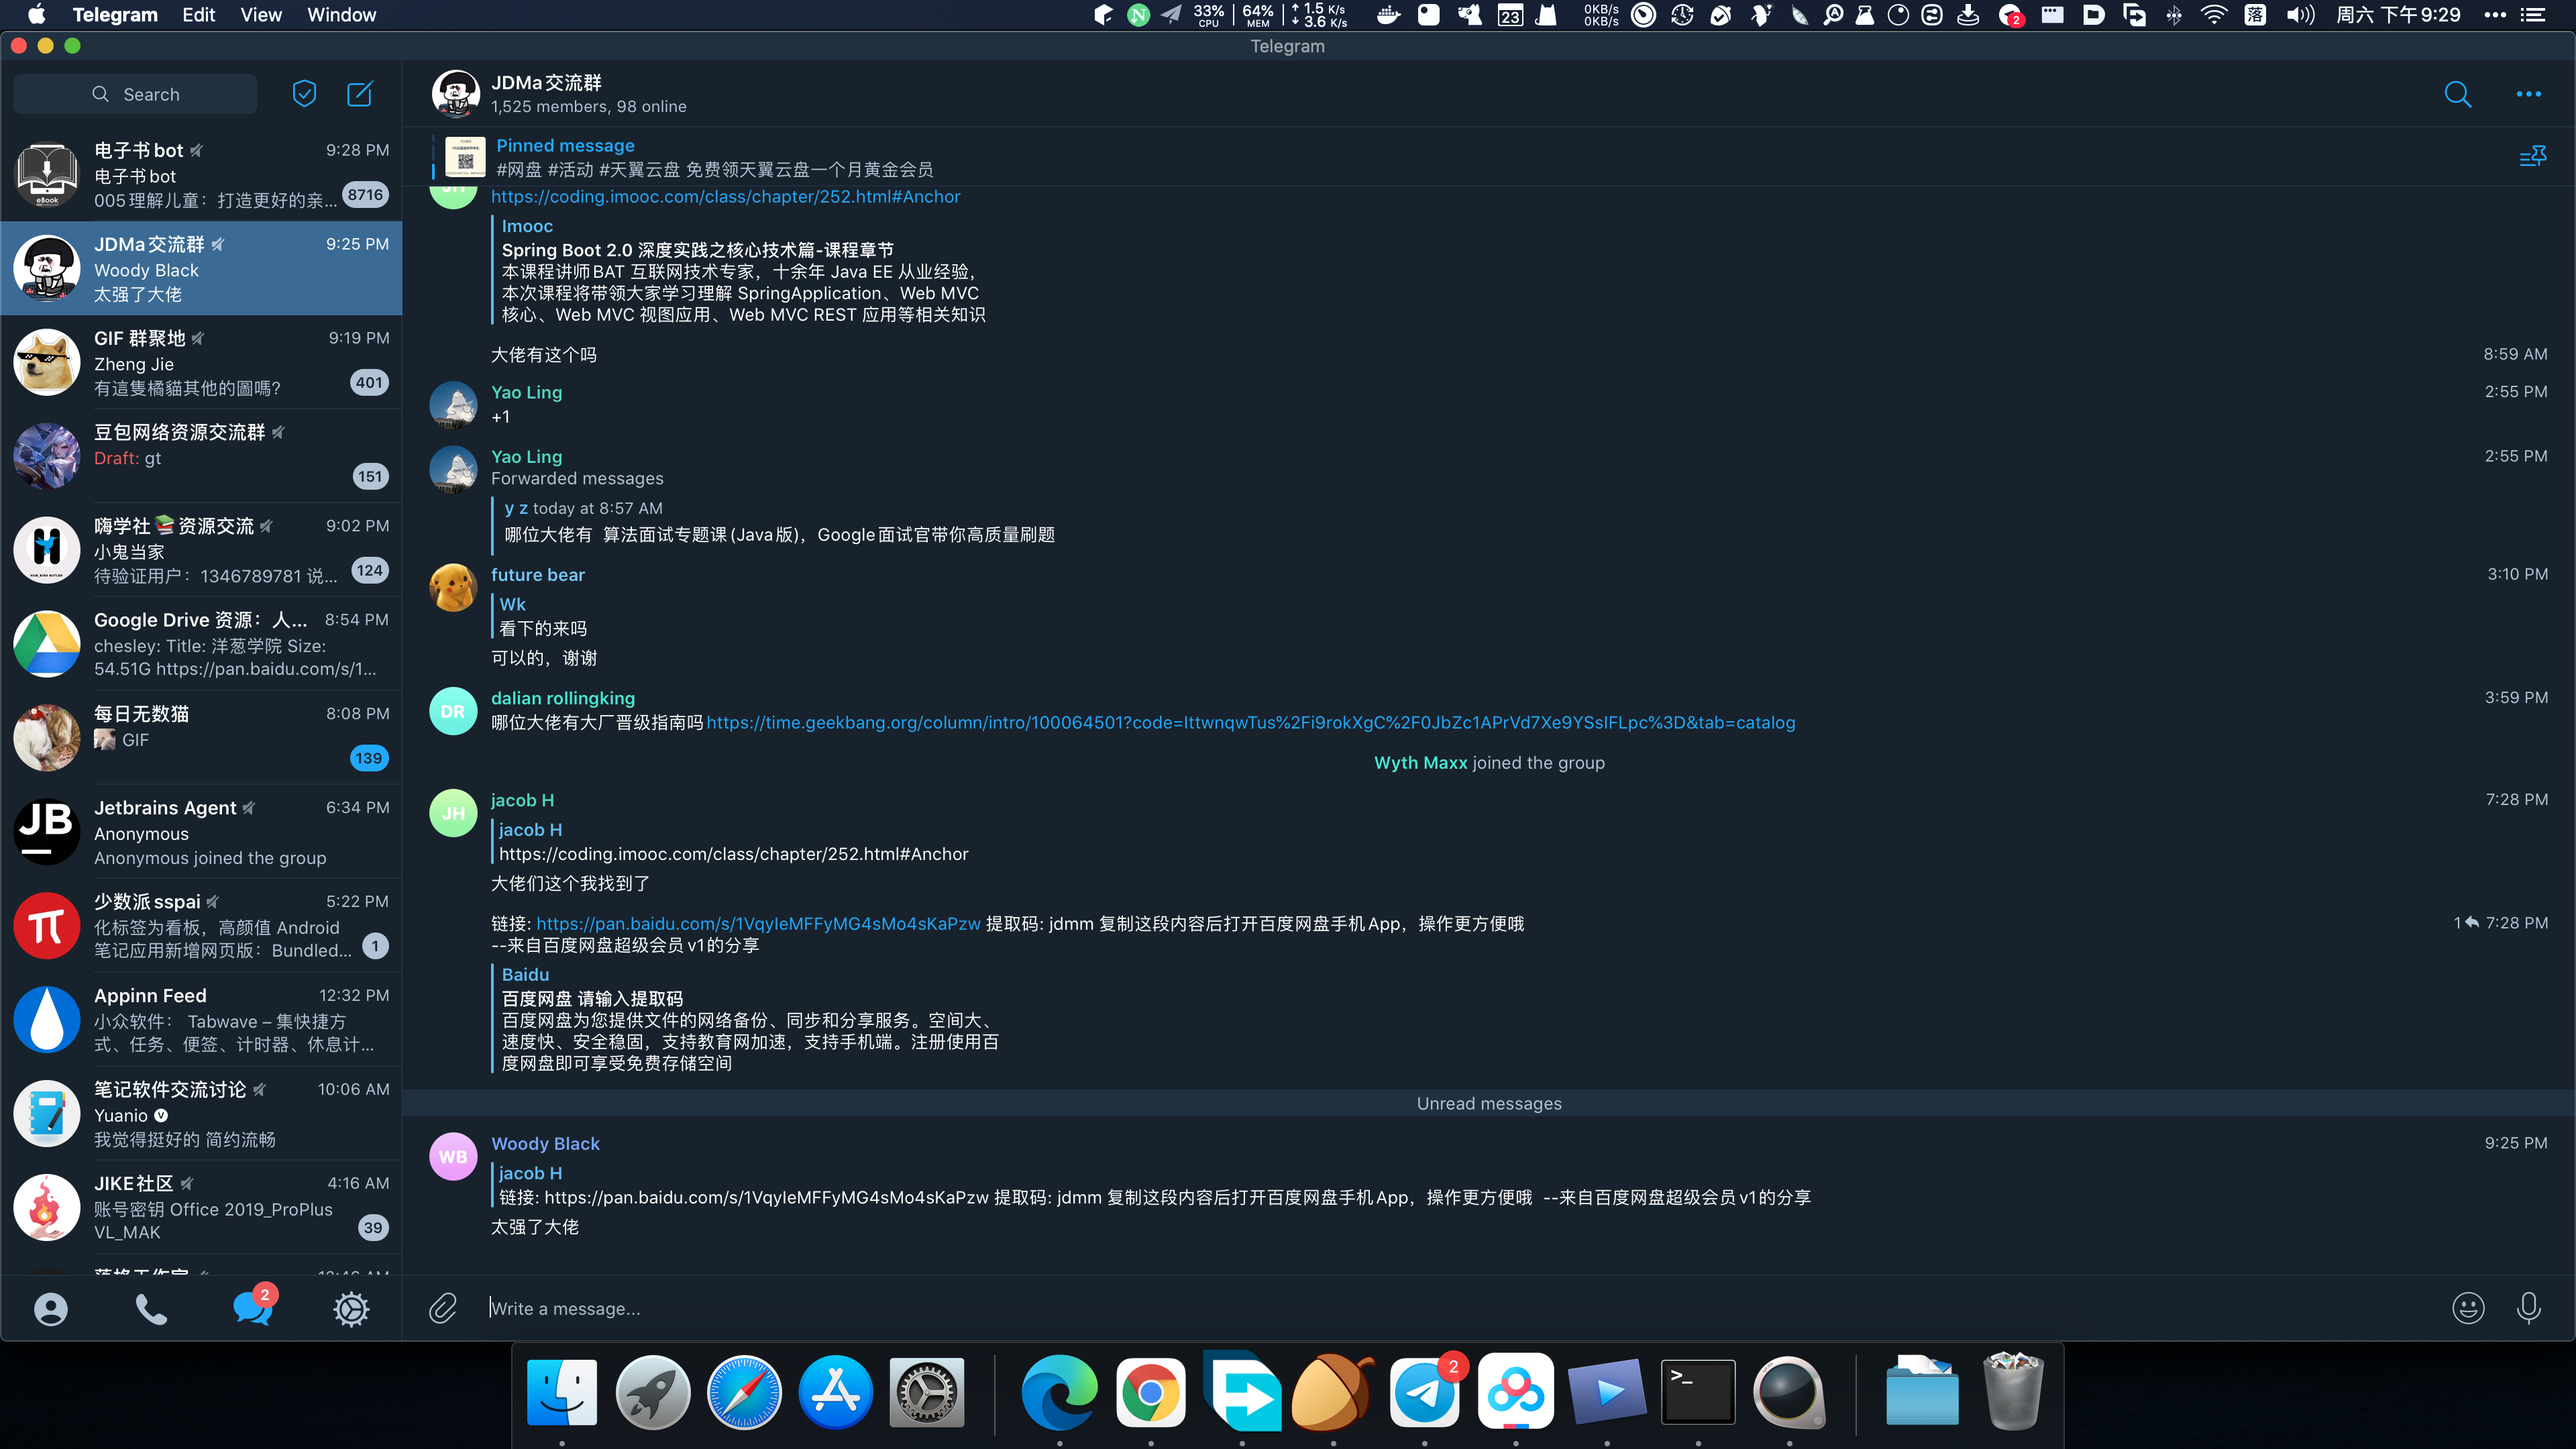 Telegram Edit View Window
33% CPU 64% MEM ↑ 1.5 K/s ↓ 3.6 K/s 23 0KB/s 0KB/s 2 落 周六 下午9:29
Telegram
Search
电子书bot 9:28 PM
电子书bot
005理解儿童：打造更好的亲... 8716
JDMa交流群 9:25 PM
Woody Black
太强了大佬
GIF 群聚地 9:19 PM
Zheng Jie
有這隻橘貓其他的圖嗎? 401
豆包网络资源交流群
Draft: gt
151
嗨学社📚资源交流 9:02 PM
小鬼当家
待验证用户：1346789781 说... 124
Google Drive 资源：人... 8:54 PM
chesley: Title: 洋葱学院 Size:
54.51G https://pan.baidu.com/s/1...
每日无数猫 8:08 PM
GIF
139
Jetbrains Agent 6:34 PM
Anonymous
Anonymous joined the group
少数派sspai 5:22 PM
化标签为看板，高颜值 Android
笔记应用新增网页版：Bundled... 1
Appinn Feed 12:32 PM
小众软件： Tabwave – 集快捷方
式、任务、便签、计时器、休息计...
笔记软件交流讨论 10:06 AM
Yuanio
我觉得挺好的 简约流畅
JIKE社区 4:16 AM
账号密钥 Office 2019_ProPlus
VL_MAK 39
2
JDMa交流群
1,525 members, 98 online
Pinned message
#网盘 #活动 #天翼云盘 免费领天翼云盘一个月黄金会员
https://coding.imooc.com/class/chapter/252.html#Anchor
Imooc
Spring Boot 2.0 深度实践之核心技术篇-课程章节
本课程讲师BAT 互联网技术专家，十余年 Java EE 从业经验，
本次课程将带领大家学习理解 SpringApplication、Web MVC
核心、Web MVC 视图应用、Web MVC REST 应用等相关知识
大佬有这个吗 8:59 AM
Yao Ling 2:55 PM
+1
Yao Ling 2:55 PM
Forwarded messages
y z today at 8:57 AM
哪位大佬有 算法面试专题课(Java版)，Google面试官带你高质量刷题
future bear 3:10 PM
Wk
看下的来吗
可以的，谢谢
DR dalian rollingking 3:59 PM
哪位大佬有大厂晋级指南吗https://time.geekbang.org/column/intro/100064501?code=IttwnqwTus%2Fi9rokXgC%2F0JbZc1APrVd7Xe9YSsIFLpc%3D&tab=catalog
Wyth Maxx joined the group
JH jacob H 7:28 PM
jacob H
https://coding.imooc.com/class/chapter/252.html#Anchor
大佬们这个我找到了
链接: https://pan.baidu.com/s/1VqyIeMFFyMG4sMo4sKaPzw 提取码: jdmm 复制这段内容后打开百度网盘手机App，操作更方便哦 1 7:28 PM
--来自百度网盘超级会员v1的分享
Baidu
百度网盘 请输入提取码
百度网盘为您提供文件的网络备份、同步和分享服务。空间大、
速度快、安全稳固，支持教育网加速，支持手机端。注册使用百
度网盘即可享受免费存储空间
Unread messages
WB Woody Black 9:25 PM
jacob H
链接: https://pan.baidu.com/s/1VqyIeMFFyMG4sMo4sKaPzw 提取码: jdmm 复制这段内容后打开百度网盘手机App，操作更方便哦 --来自百度网盘超级会员v1的分享
太强了大佬
Write a message...
2